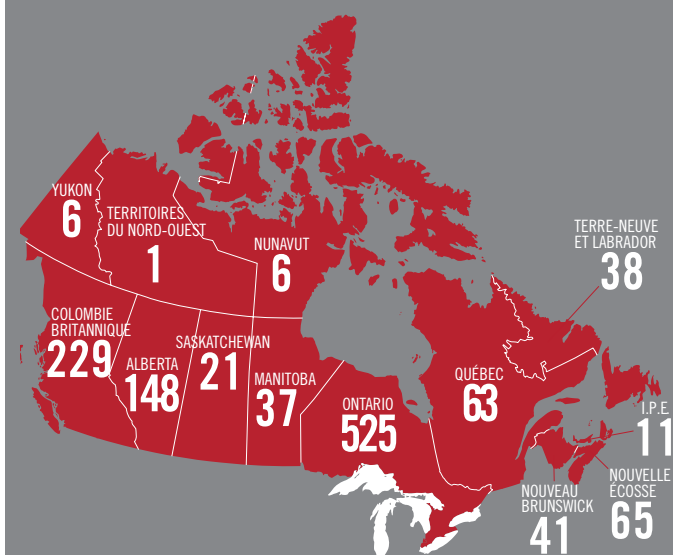 YUKON
6
TERRITOIRES
DU NORD-OUEST
1
NUNAVUT
6
TERRE-NEUVE
ET LABRADOR
38
COLOMBIE
BRITANNIQUE
229
ALBERTA
148
SASKATCHEWAN
21
MANITOBA
37
ONTARIO
525
QUÉBEC
63
I.P.E.
11
NOUVEAU
BRUNSWICK
41
NOUVELLE
ÉCOSSE
65